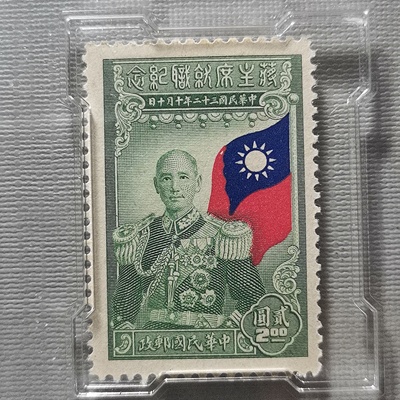 蔣主席就職紀念
中華民國三十二年十月十日
貳圓
2.00
中華民國郵政